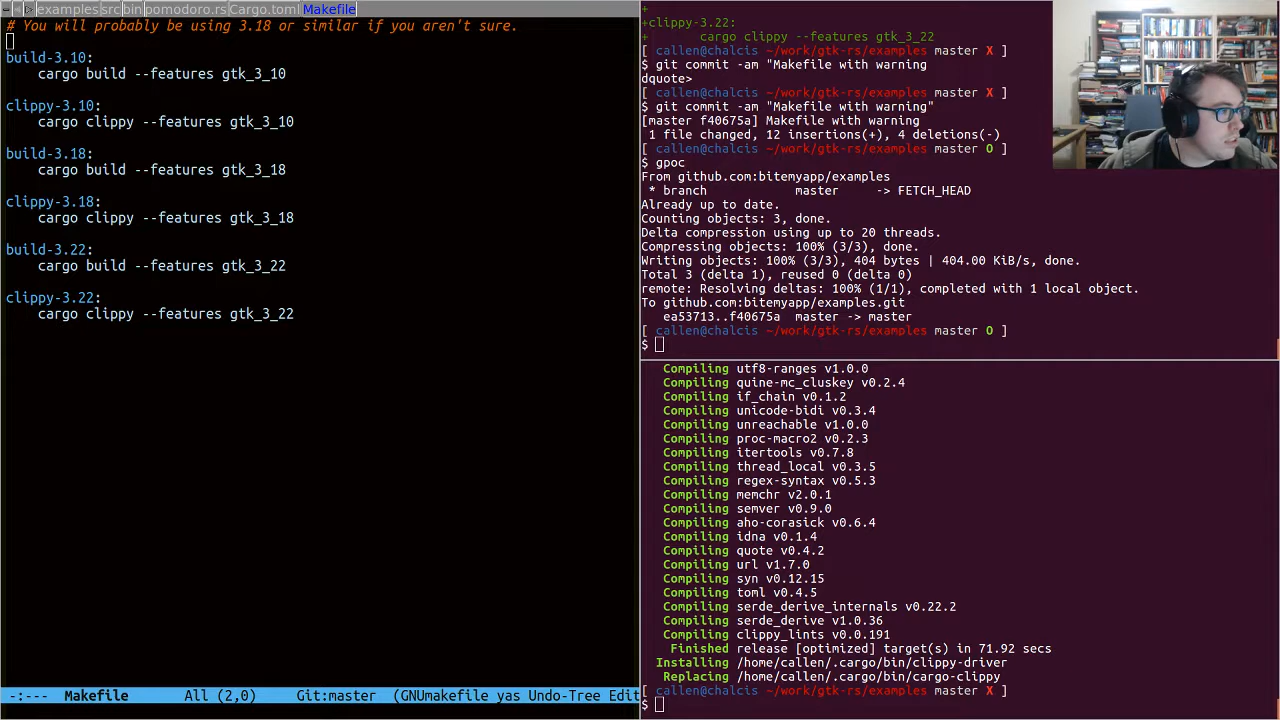 examples src bin pomodoro.rs Cargo.toml Makefile
# You will probably be using 3.18 or similar if you aren't sure.
build-3.10:
cargo build --features gtk_3_10
clippy-3.10:
cargo clippy --features gtk_3_10
build-3.18:
cargo build --features gtk_3_18
clippy-3.18:
cargo clippy --features gtk_3_18
build-3.22:
cargo build --features gtk_3_22
clippy-3.22:
cargo clippy --features gtk_3_22
-:--- Makefile All (2,0) Git:master (GNUmakefile yas Undo-Tree Edit
+
+clippy-3.22:
+ cargo clippy --features gtk_3_22
[ callen@chalcis ~/work/gtk-rs/examples master X ]
$ git commit -am "Makefile with warning
dquote>
[ callen@chalcis ~/work/gtk-rs/examples master X ]
$ git commit -am "Makefile with warning"
[master f40675a] Makefile with warning
1 file changed, 12 insertions(+), 4 deletions(-)
[ callen@chalcis ~/work/gtk-rs/examples master O ]
$ gpoc
From github.com:bitemyapp/examples
* branch master -> FETCH_HEAD
Already up to date.
Counting objects: 3, done.
Delta compression using up to 20 threads.
Compressing objects: 100% (3/3), done.
Writing objects: 100% (3/3), 404 bytes | 404.00 KiB/s, done.
Total 3 (delta 1), reused 0 (delta 0)
remote: Resolving deltas: 100% (1/1), completed with 1 local object.
To github.com:bitemyapp/examples.git
ea53713..f40675a master -> master
[ callen@chalcis ~/work/gtk-rs/examples master O ]
$
Compiling utf8-ranges v1.0.0
Compiling quine-mc_cluskey v0.2.4
Compiling if_chain v0.1.2
Compiling unicode-bidi v0.3.4
Compiling unreachable v1.0.0
Compiling proc-macro2 v0.2.3
Compiling itertools v0.7.8
Compiling thread_local v0.3.5
Compiling regex-syntax v0.5.3
Compiling memchr v2.0.1
Compiling semver v0.9.0
Compiling aho-corasick v0.6.4
Compiling idna v0.1.4
Compiling quote v0.4.2
Compiling url v1.7.0
Compiling syn v0.12.15
Compiling toml v0.4.5
Compiling serde_derive_internals v0.22.2
Compiling serde_derive v1.0.36
Compiling clippy_lints v0.0.191
Finished release [optimized] target(s) in 71.92 secs
Installing /home/callen/.cargo/bin/clippy-driver
Replacing /home/callen/.cargo/bin/cargo-clippy
[ callen@chalcis ~/work/gtk-rs/examples master X ]
$